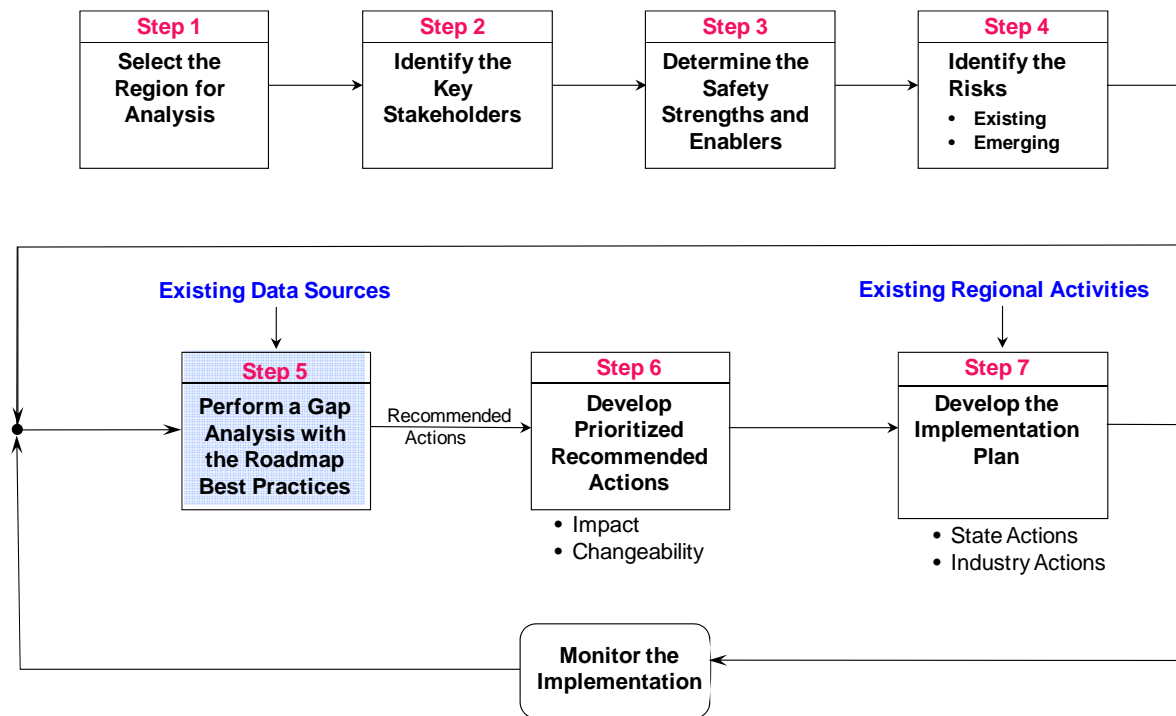 Step 1
Select the
Region for
Analysis
Step 2
Identify the
Key
Stakeholders
Step 3
Determine the
Safety
Strengths and
Enablers
Step 4
Identify the
Risks
• Existing
• Emerging
Existing Data Sources
Step 5
Perform a Gap
Analysis with
the Roadmap
Best Practices
Recommended
Actions
Step 6
Develop
Prioritized
Recommended
Actions
• Impact
• Changeability
Existing Regional Activities
Step 7
Develop the
Implementation
Plan
• State Actions
• Industry Actions
Monitor the
Implementation